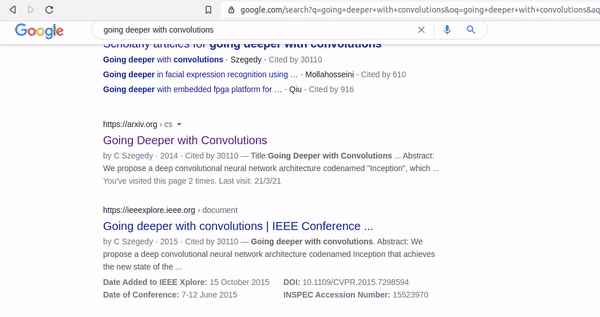 google.com/search?q=going+deeper+with+convolutions&oq=going+deeper+with+convolutions&aq
Google going deeper with convolutions
Scholarly articles for going deeper with convolutions
Going deeper with convolutions - Szegedy - Cited by 30110
Going deeper in facial expression recognition using ... - Mollahosseini - Cited by 610
Going deeper with embedded fpga platform for ... - Qiu - Cited by 916
https://arxiv.org › cs
Going Deeper with Convolutions
by C Szegedy · 2014 · Cited by 30110 — Title:Going Deeper with Convolutions ... Abstract:
We propose a deep convolutional neural network architecture codenamed "Inception", which ...
You've visited this page 2 times. Last visit: 21/3/21
https://ieeexplore.ieee.org › document
Going deeper with convolutions | IEEE Conference ...
by C Szegedy · 2015 · Cited by 30110 — Going deeper with convolutions. Abstract: We
propose a deep convolutional neural network architecture codenamed Inception that achieves
the new state of the ...
Date Added to IEEE Xplore: 15 October 2015 DOI: 10.1109/CVPR.2015.7298594
Date of Conference: 7-12 June 2015 INSPEC Accession Number: 15523970